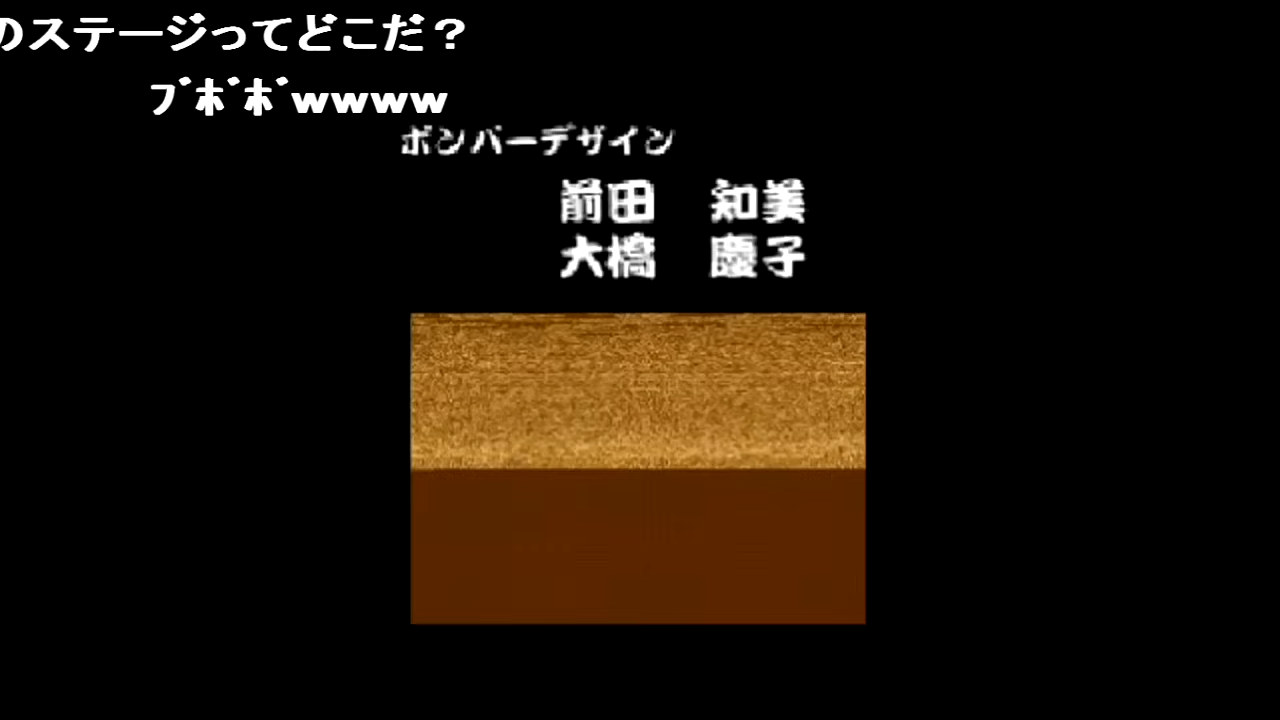 のステージってどこだ？
ﾌﾞﾎﾞﾎﾞwwww
ボンバーデザイン
前田　知美
大橋　慶子